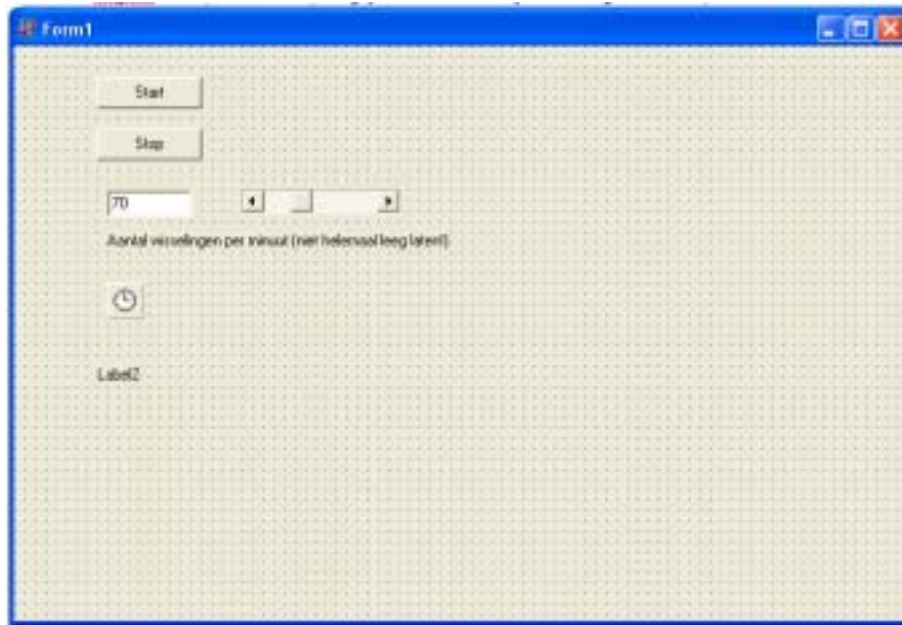 Form1
Start
Stop
70
Aantal wisselingen per minuut (niet helemaal leeg laten!)
Label2